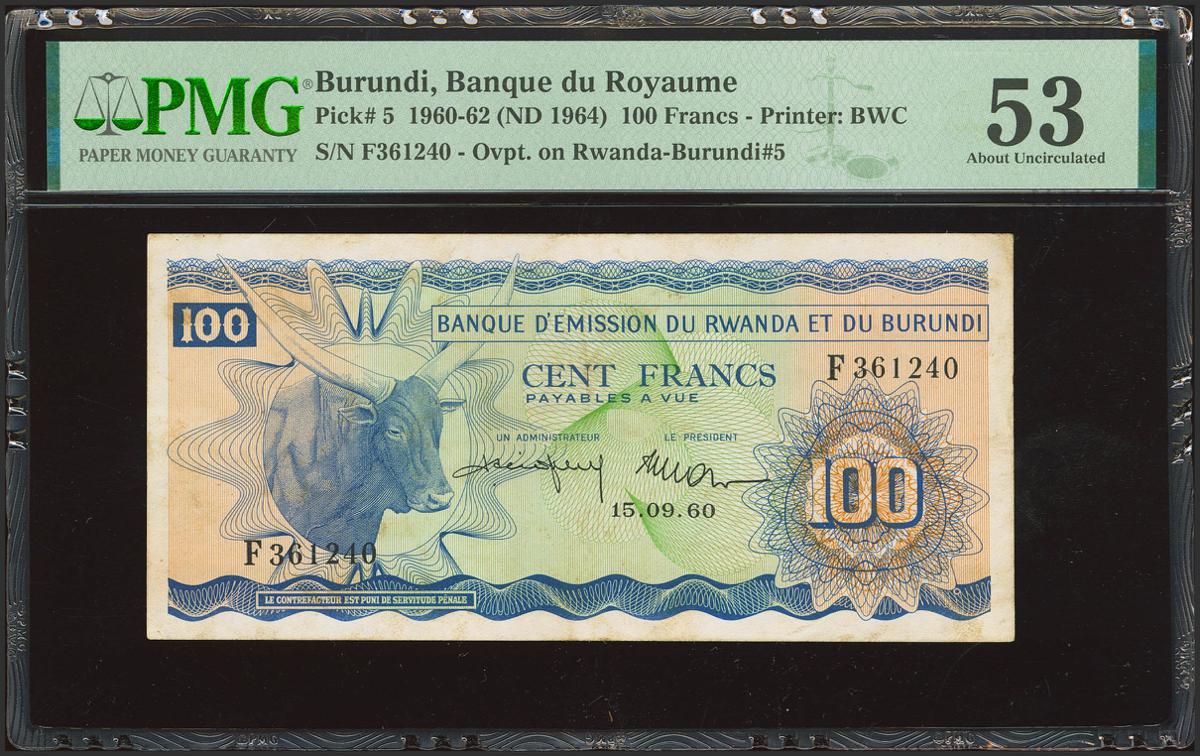 PMG®
PAPER MONEY GUARANTY
Burundi, Banque du Royaume
Pick# 5 1960-62 (ND 1964) 100 Francs - Printer: BWC
S/N F361240 - Ovpt. on Rwanda-Burundi#5
53
About Uncirculated
100
BANQUE D'EMISSION DU RWANDA ET DU BURUNDI
F 361240
CENT FRANCS
PAYABLES A VUE
UN ADMINISTRATEUR LE PRÉSIDENT
15.09.60
100
F 361240
LE CONTREFACTEUR EST PUNI DE SERVITUDE PÉNALE